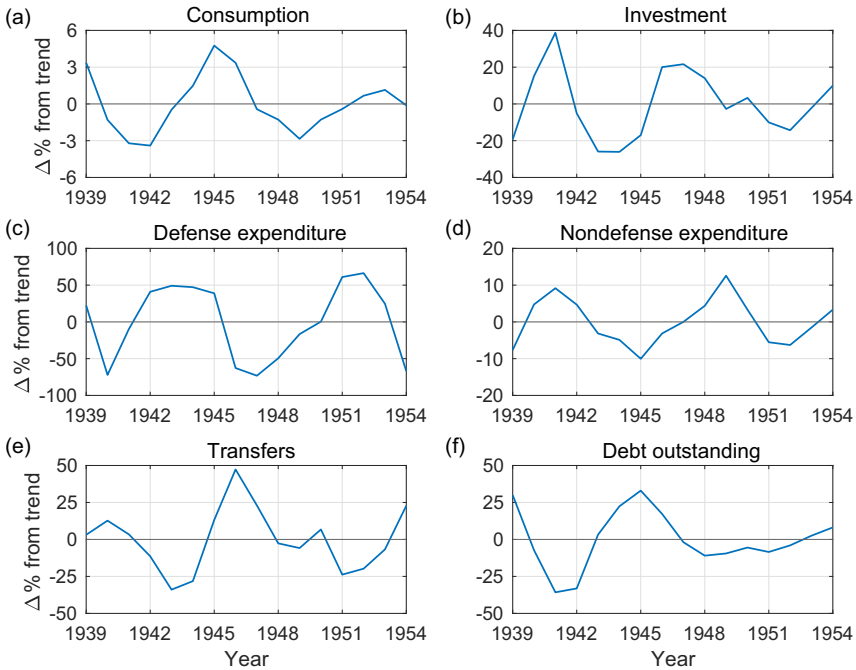 (a) Consumption
Δ% from trend
6
3
0
-3
-6
1939 1942 1945 1948 1951 1954
(b) Investment
40
20
0
-20
-40
1939 1942 1945 1948 1951 1954
(c) Defense expenditure
Δ% from trend
100
50
0
-50
-100
1939 1942 1945 1948 1951 1954
(d) Nondefense expenditure
20
10
0
-10
-20
1939 1942 1945 1948 1951 1954
(e) Transfers
Δ% from trend
50
25
0
-25
-50
1939 1942 1945 1948 1951 1954
Year
(f) Debt outstanding
50
25
0
-25
-50
1939 1942 1945 1948 1951 1954
Year